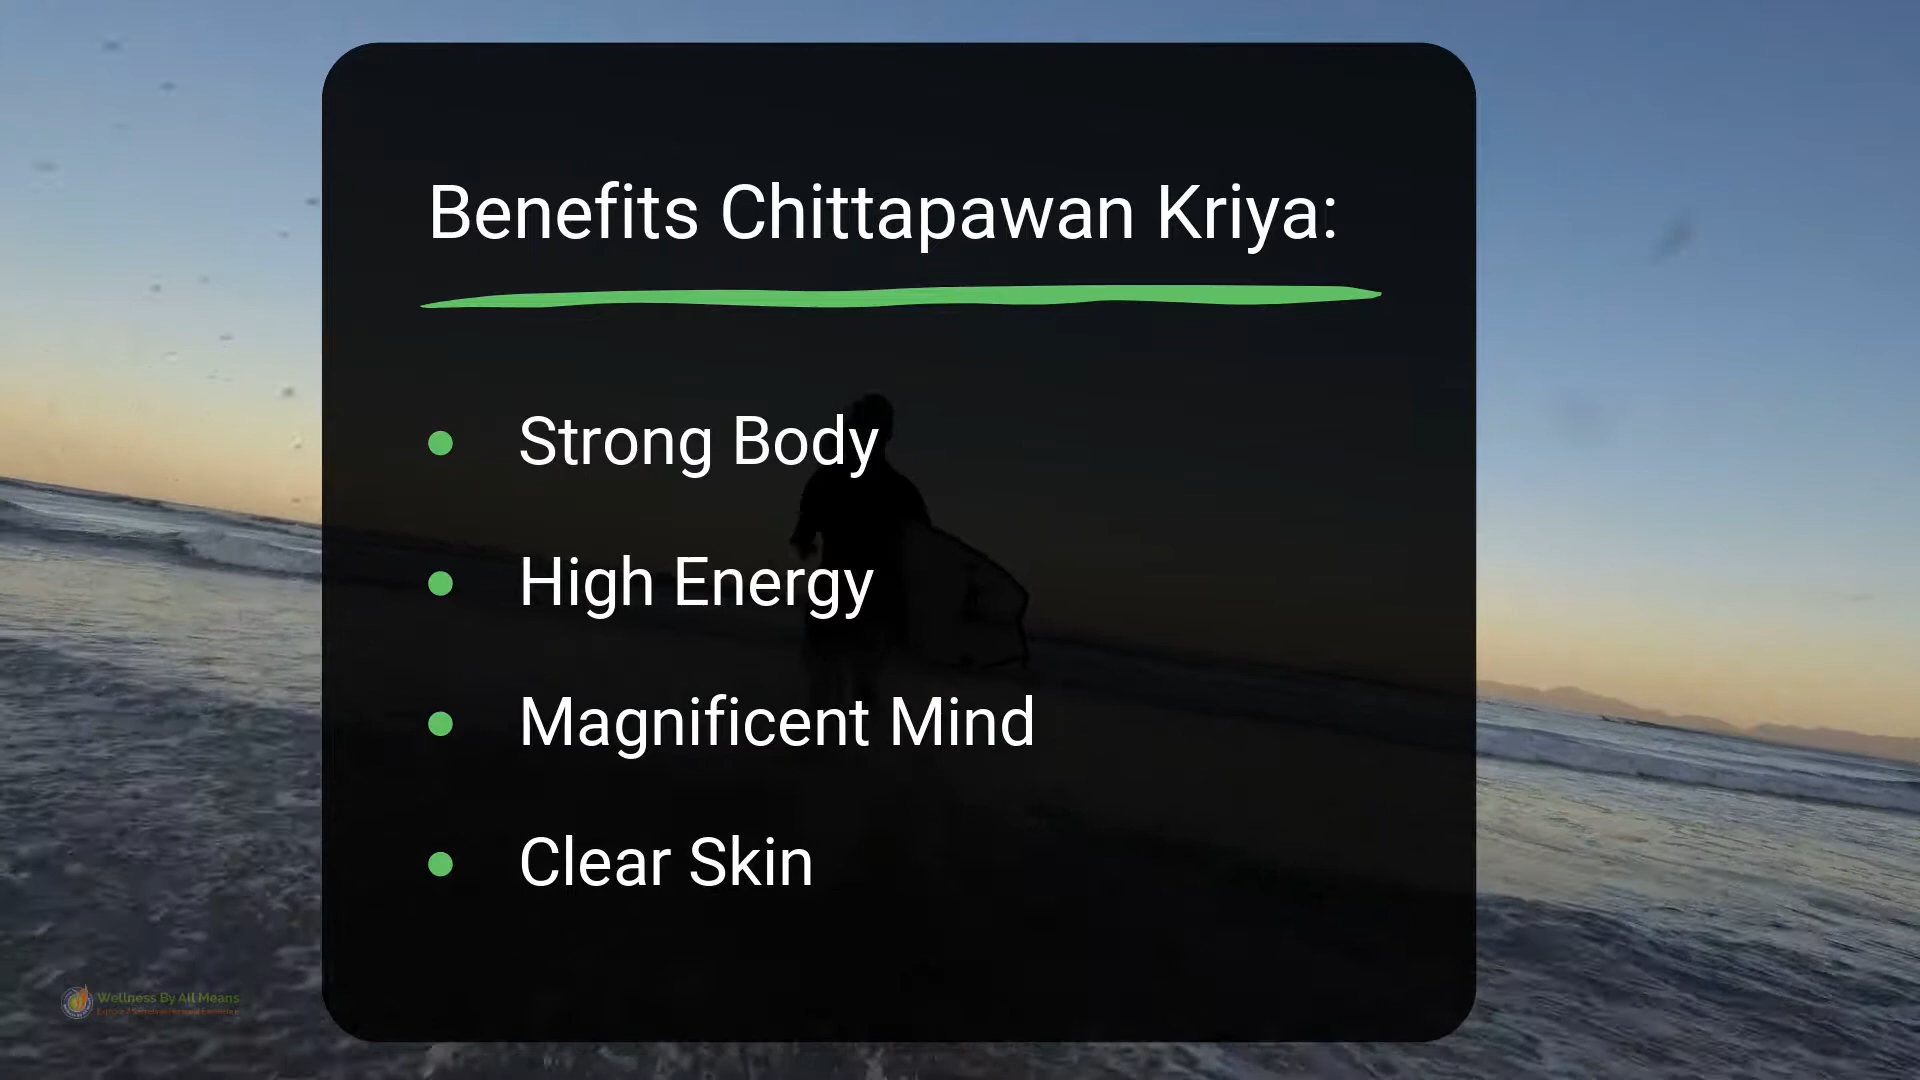 Benefits Chittapawan Kriya:
Strong Body
High Energy
Magnificent Mind
Clear Skin
Wellness By All Means